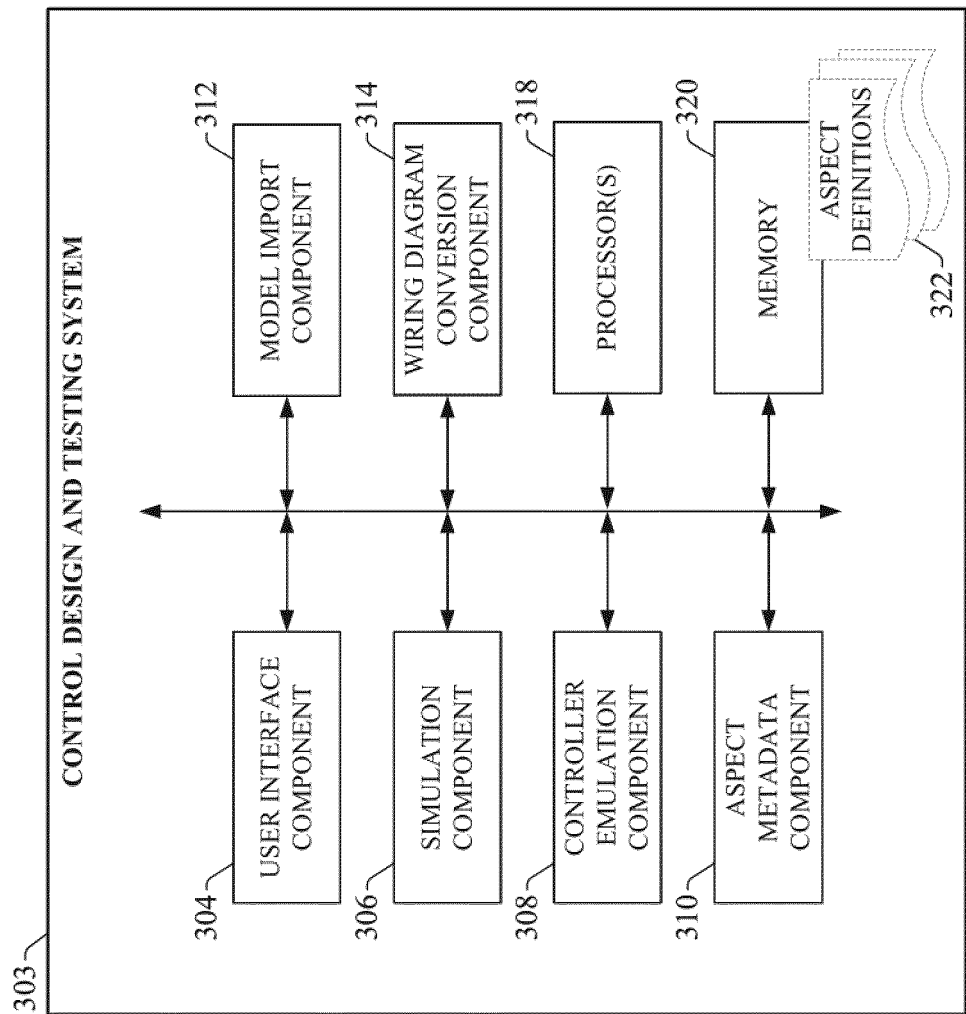 303
CONTROL DESIGN AND TESTING SYSTEM
304
USER INTERFACE
COMPONENT
306
SIMULATION
COMPONENT
308
CONTROLLER
EMULATION
COMPONENT
310
ASPECT
METADATA
COMPONENT
312
MODEL IMPORT
COMPONENT
314
WIRING DIAGRAM
CONVERSION
COMPONENT
318
PROCESSOR(S)
320
MEMORY
ASPECT
DEFINITIONS
322